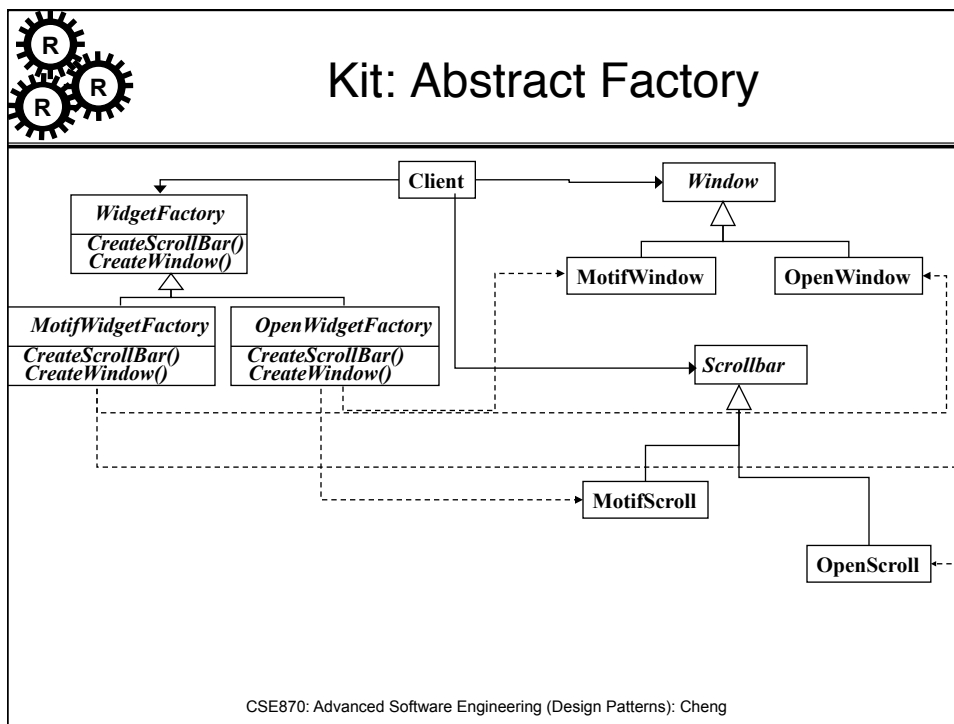 R
R
R
Kit: Abstract Factory
Client
Window
WidgetFactory
CreateScrollBar()
CreateWindow()
MotifWindow
OpenWindow
MotifWidgetFactory
CreateScrollBar()
CreateWindow()
OpenWidgetFactory
CreateScrollBar()
CreateWindow()
Scrollbar
MotifScroll
OpenScroll
CSE870: Advanced Software Engineering (Design Patterns): Cheng